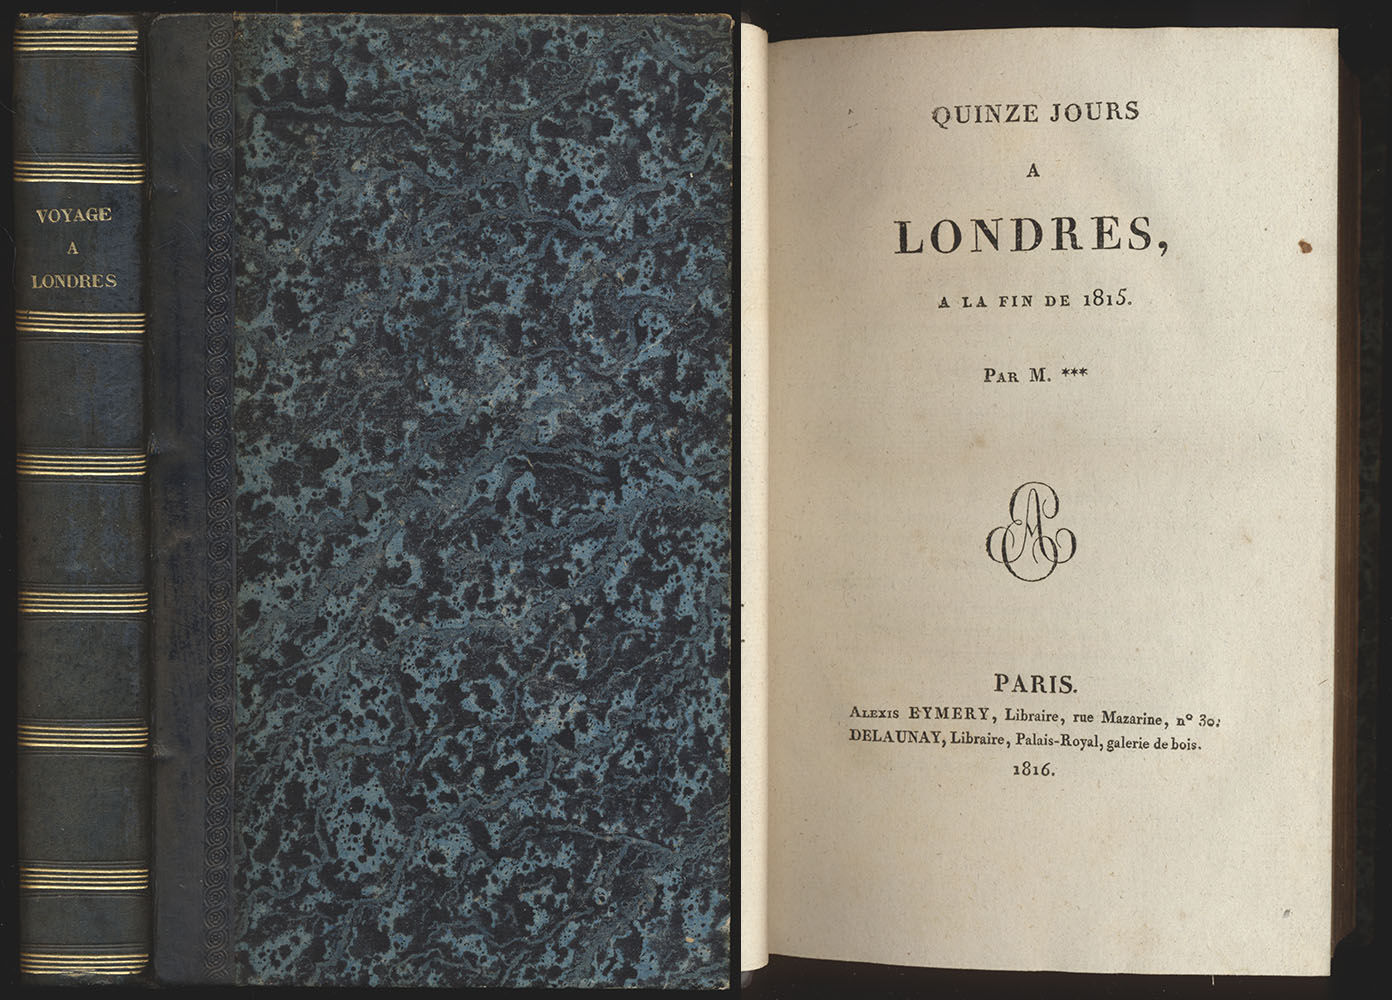 VOYAGE
A
LONDRES
QUINZE JOURS
A
LONDRES,
A LA FIN DE 1815.
PAR M. ***
AE
PARIS.
ALEXIS EYMERY, Libraire, rue Mazarine, n° 30;
DELAUNAY, Libraire, Palais-Royal, galerie de bois.
1816.